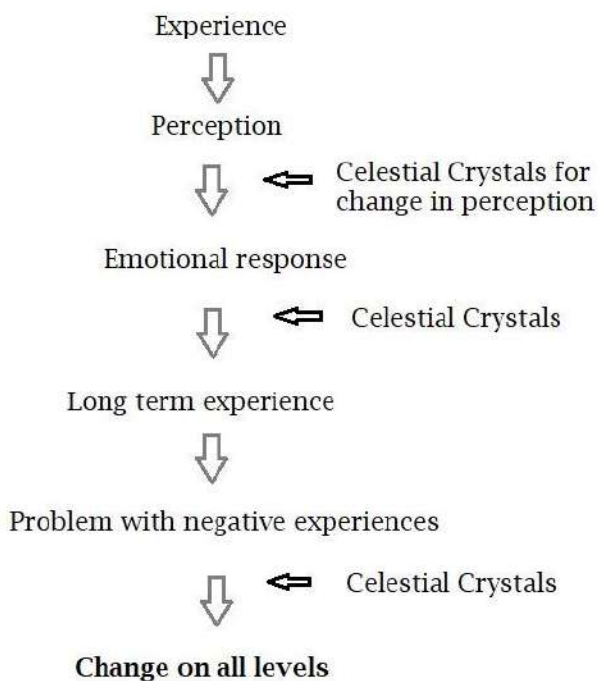 Experience
Perception
Celestial Crystals for
change in perception
Emotional response
Celestial Crystals
Long term experience
Problem with negative experiences
Celestial Crystals
Change on all levels